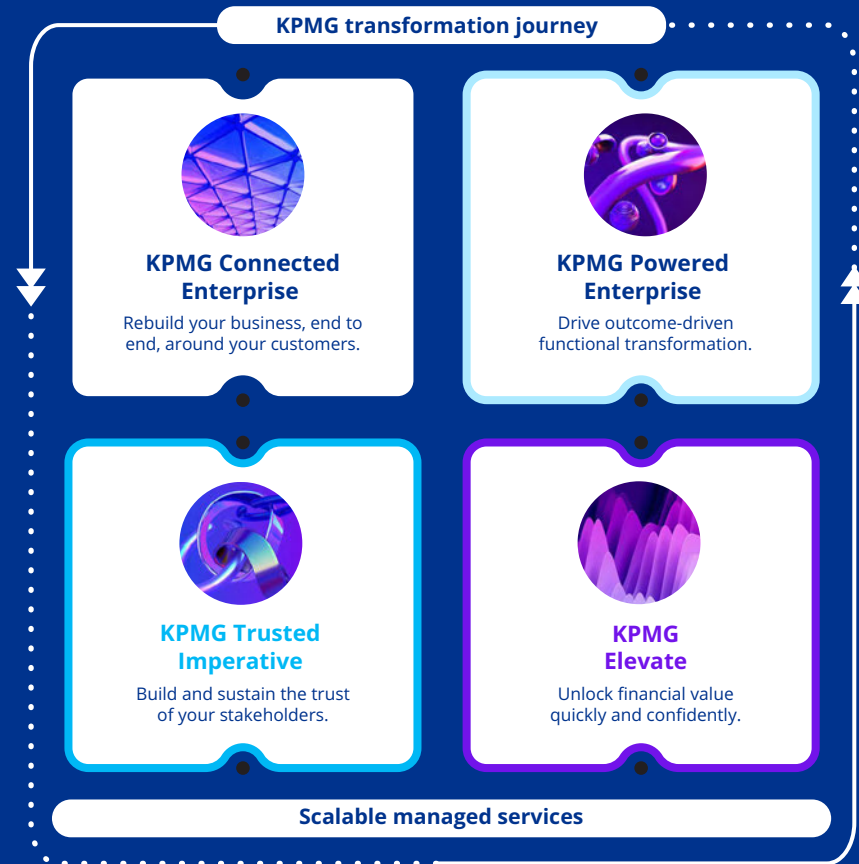 KPMG transformation journey
KPMG Connected
Enterprise
Rebuild your business, end to
end, around your customers.
KPMG Powered
Enterprise
Drive outcome-driven
functional transformation.
KPMG Trusted
Imperative
Build and sustain the trust
of your stakeholders.
KPMG
Elevate
Unlock financial value
quickly and confidently.
Scalable managed services